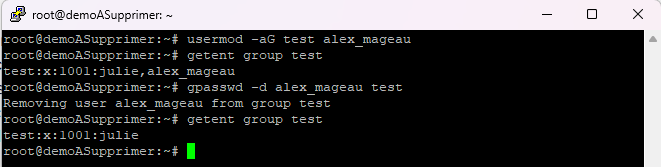 root@demoASupprimer: ~
root@demoASupprimer:~# usermod -aG test alex_mageau
root@demoASupprimer:~# getent group test
test:x:1001:julie,alex_mageau
root@demoASupprimer:~# gpasswd -d alex_mageau test
Removing user alex_mageau from group test
root@demoASupprimer:~# getent group test
test:x:1001:julie
root@demoASupprimer:~#